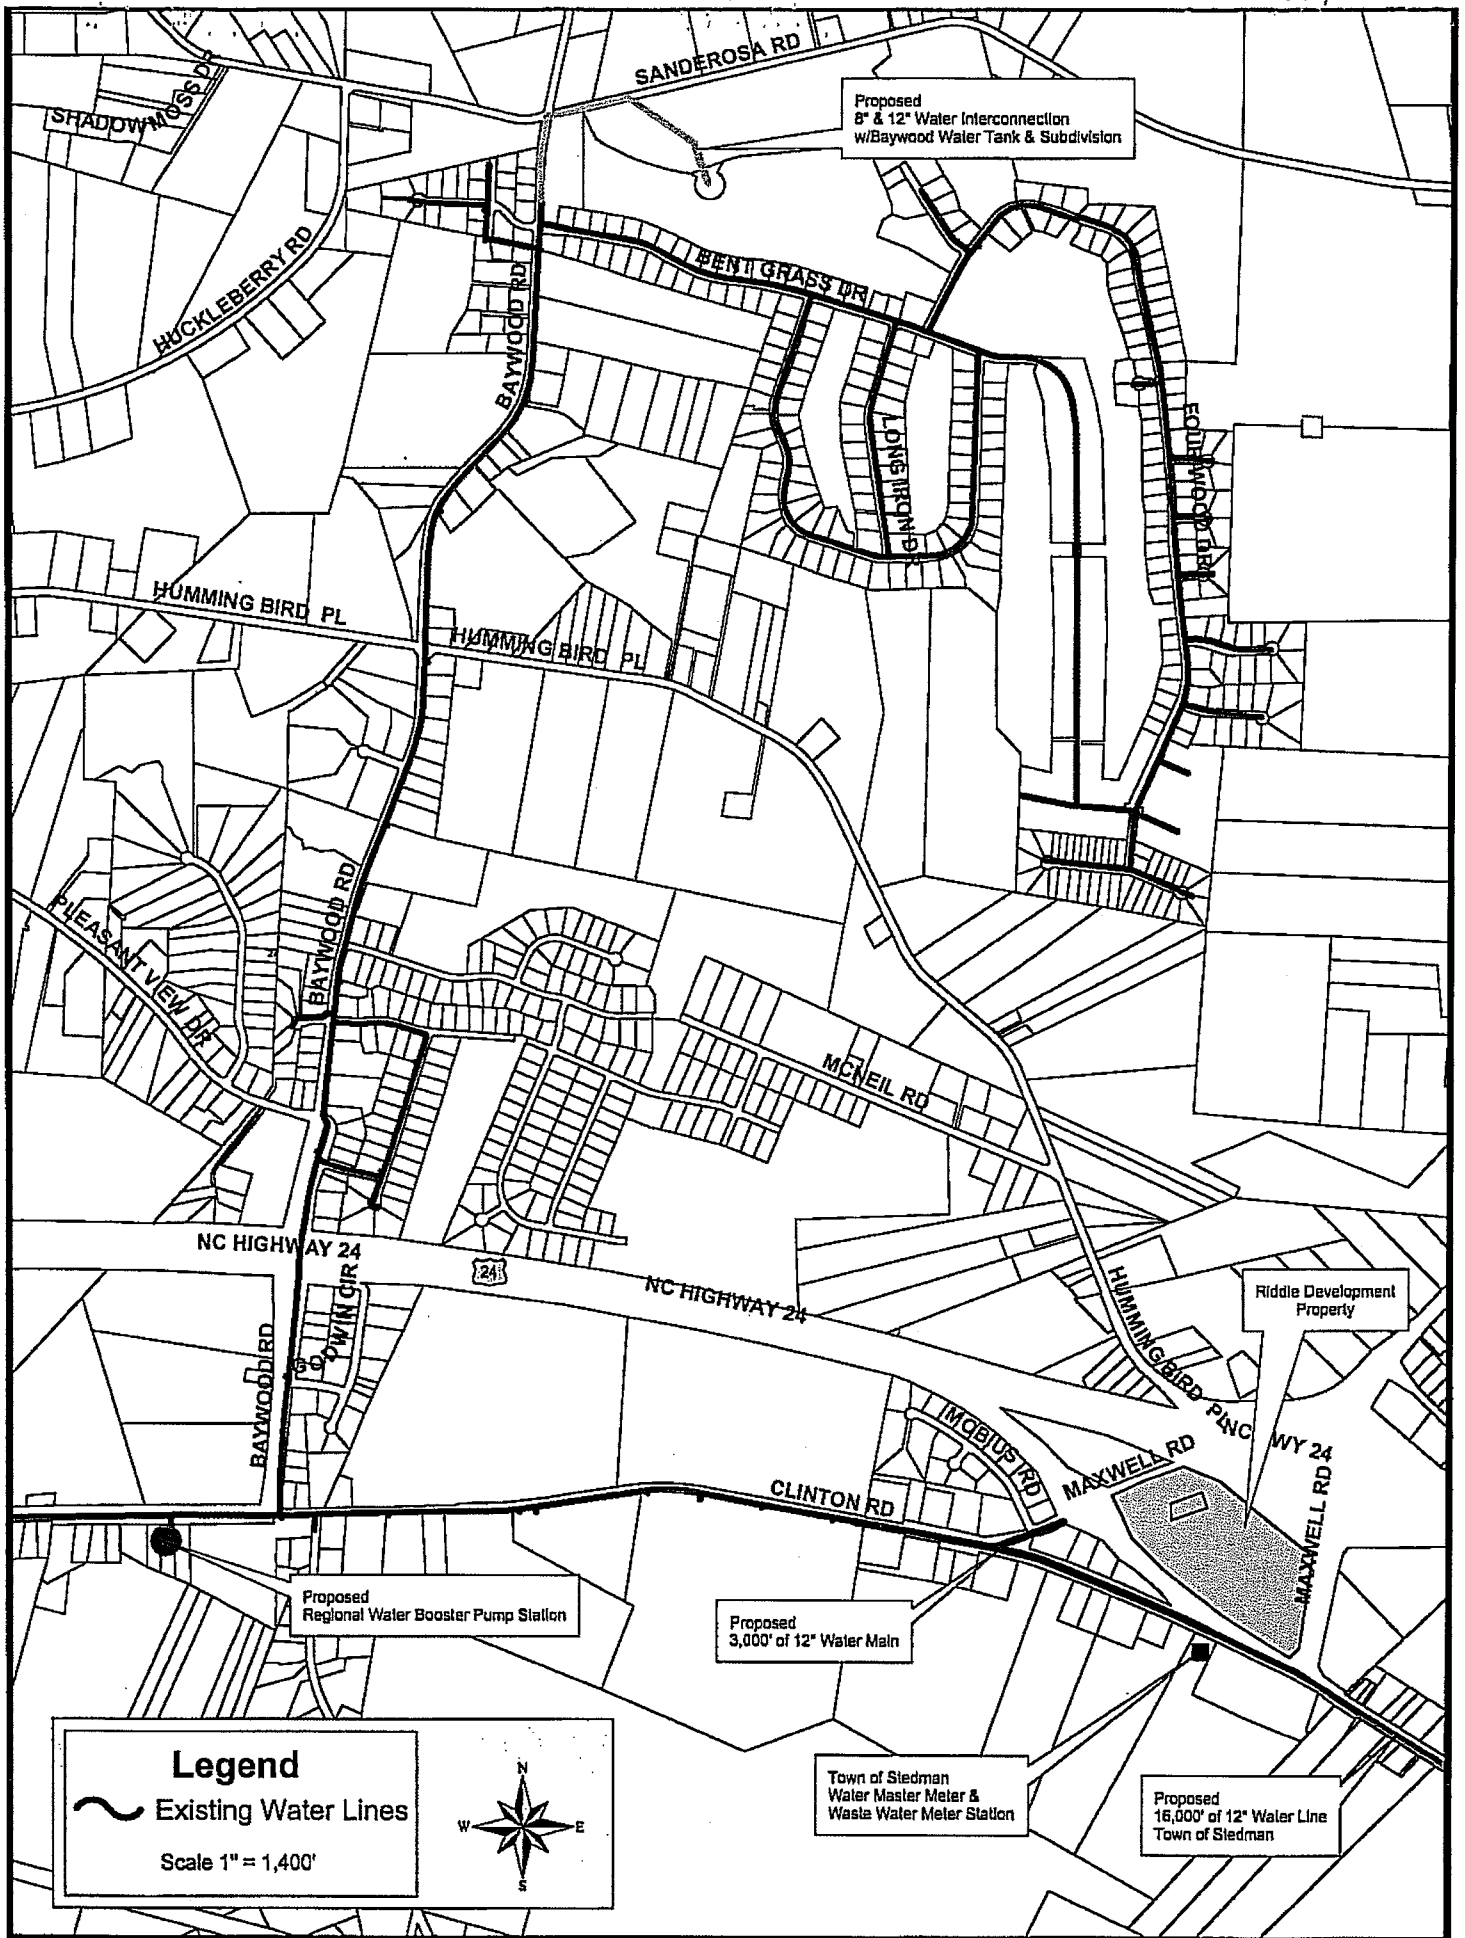 SANDEROSA RD
SHADOWMOSS DR
Proposed
8" & 12" Water Interconnection
w/Baywood Water Tank & Subdivision
HUCKLEBERRY RD
BAYWOOD RD
BENT GRASS DR
LONG IRON DR
HUMMING BIRD PL
HUMMING BIRD PL
PLEASANT VIEW DR
BAYWOOD RD
MCNEIL RD
NC HIGHWAY 24
24
NC HIGHWAY 24
GODWIN CIR
BAYWOOD RD
HUMMING BIRD PL
Riddle Development
Property
NC WY 24
MOBIUS RD
MAXWELL RD
MAXWELL RD
CLINTON RD
Proposed
Regional Water Booster Pump Station
Proposed
3,000' of 12" Water Main
Town of Stedman
Water Master Meter &
Waste Water Meter Station
Proposed
16,000' of 12" Water Line
Town of Stedman
Legend
Existing Water Lines
Scale 1" = 1,400'
N
W
E
S